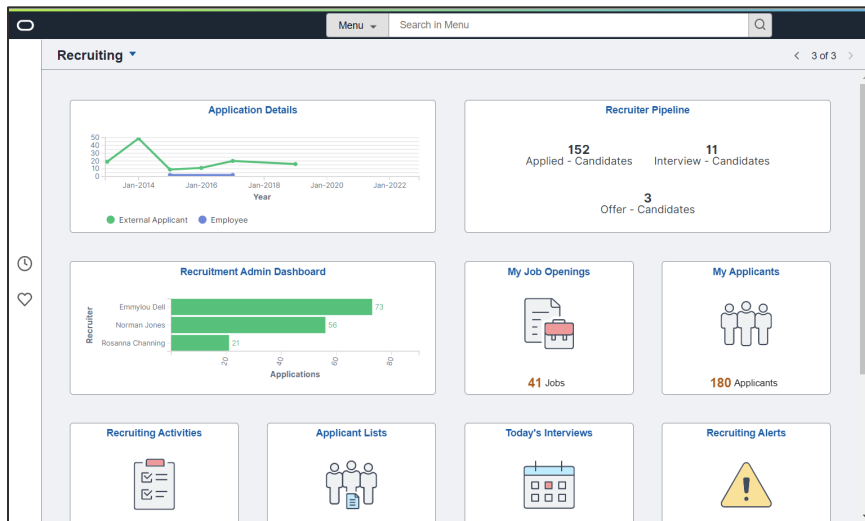 Menu
Search in Menu
Recruiting
3 of 3
Application Details
50
40
30
20
10
0
Jan-2014 Jan-2016 Jan-2018 Jan-2020 Jan-2022
Year
External Applicant Employee
Recruiter Pipeline
152 11
Applied - Candidates Interview - Candidates
3
Offer - Candidates
Recruitment Admin Dashboard
Recruiter
Emmylou Dell 73
Norman Jones 56
Rosanna Channing 21
20 40 60 80
Applications
My Job Openings
41 Jobs
My Applicants
180 Applicants
Recruiting Activities
Applicant Lists
Today's Interviews
Recruiting Alerts